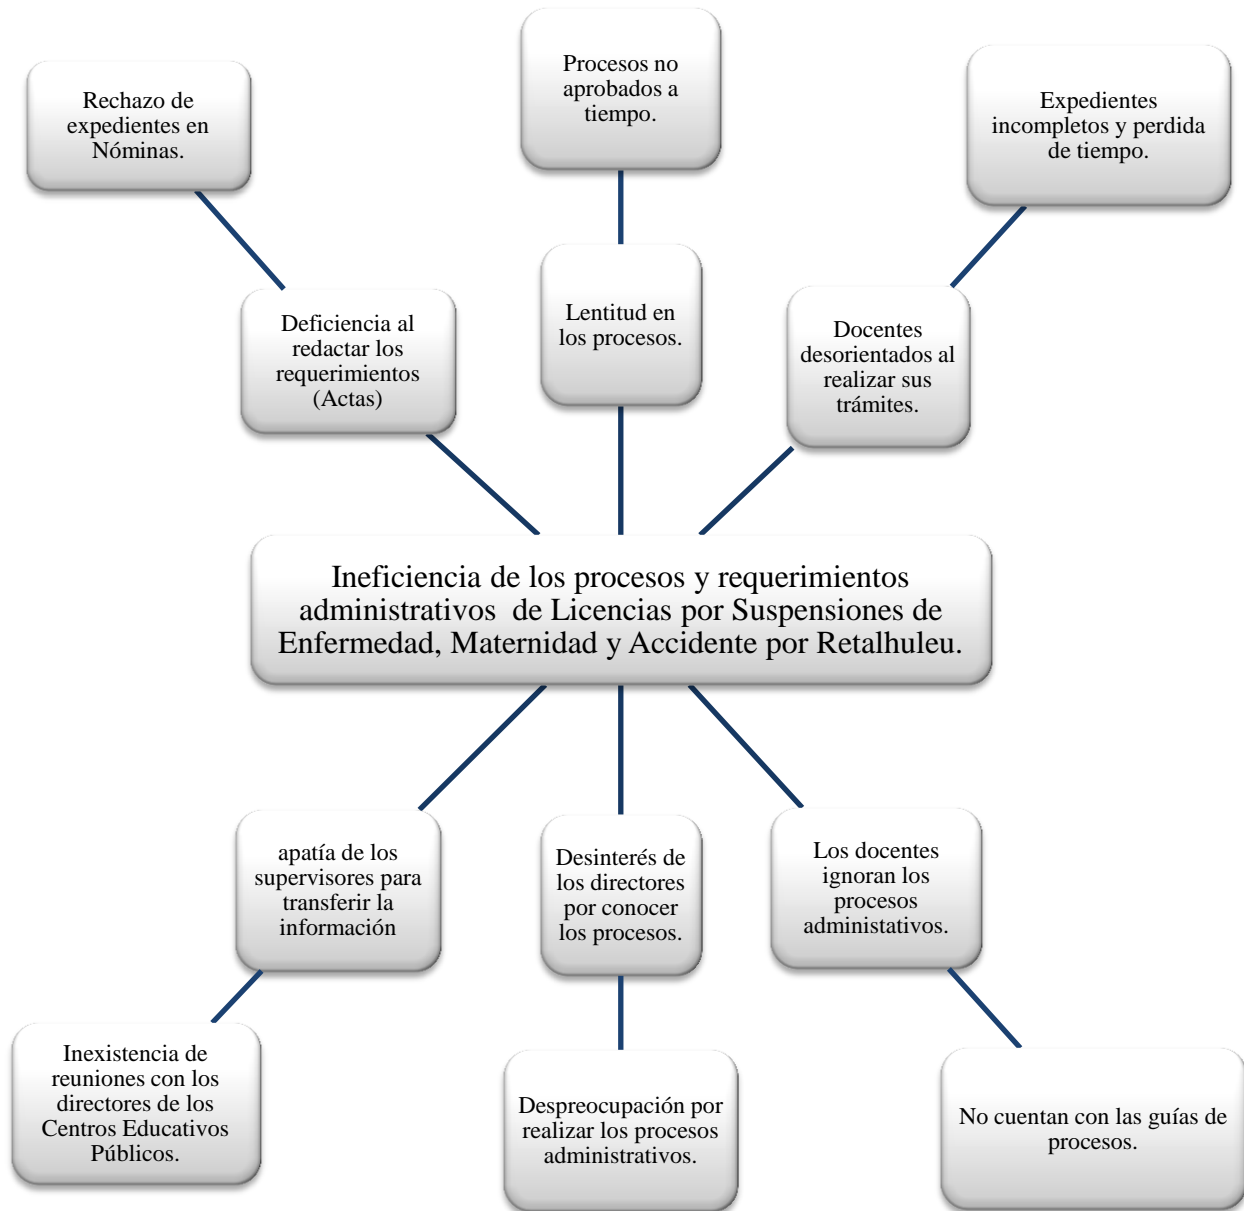 Procesos no
aprobados a
tiempo.
Rechazo de
expedientes en
Nóminas.
Expedientes
incompletos y perdida
de tiempo.
Deficiencia al
redactar los
requerimientos
(Actas)
Lentitud en
los procesos.
Docentes
desorientados al
realizar sus
trámites.
Ineficiencia de los procesos y requerimientos
administrativos de Licencias por Suspensiones de
Enfermedad, Maternidad y Accidente por Retalhuleu.
apatía de los
supervisores para
transferir la
información
Desinterés de
los directores
por conocer
los procesos.
Los docentes
ignoran los
procesos
administativos.
Inexistencia de
reuniones con los
directores de los
Centros Educativos
Públicos.
Despreocupación por
realizar los procesos
administrativos.
No cuentan con las guías de
procesos.